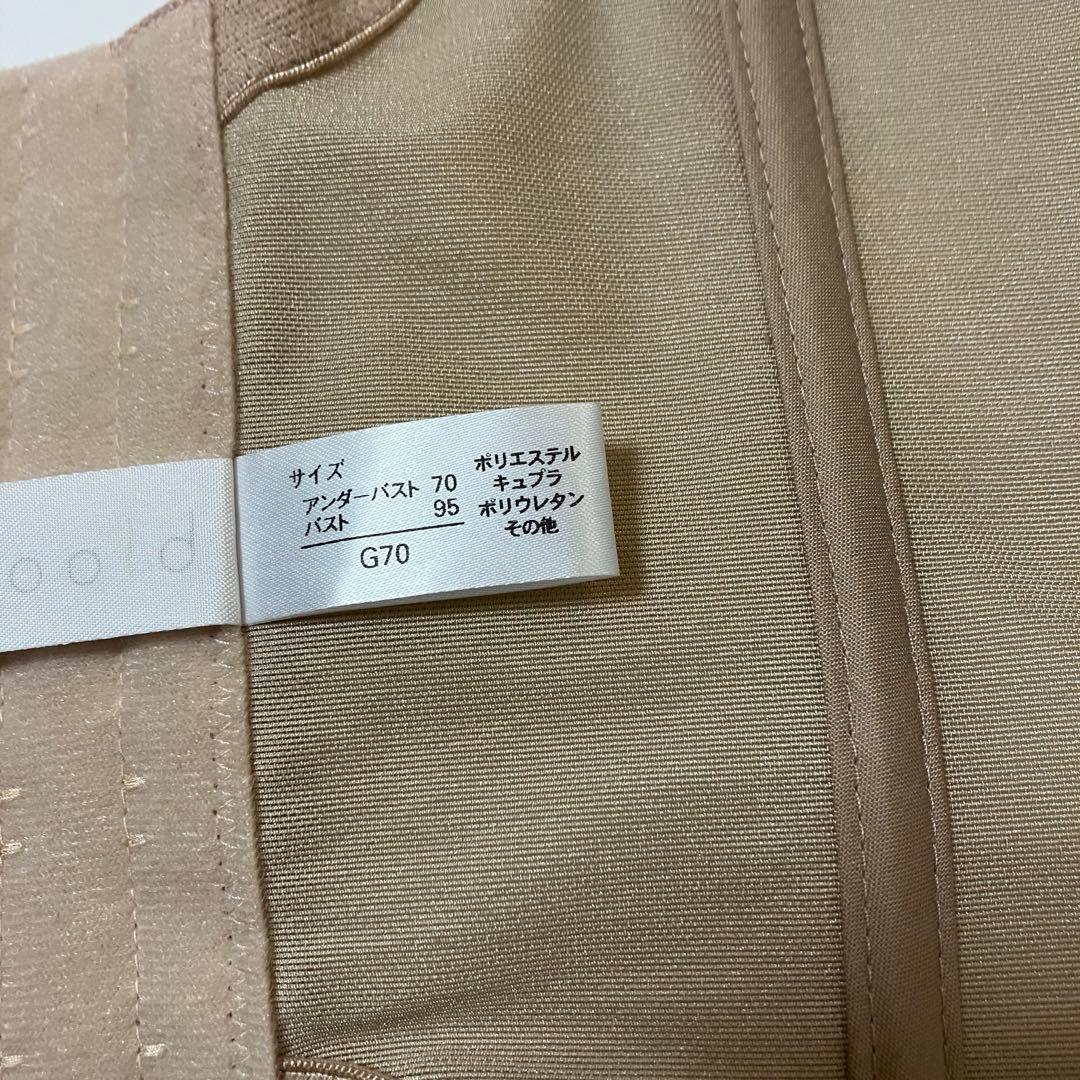 サイズ
アンダーバスト 70
バスト 95
G70
ポリエステル
キュプラ
ポリウレタン
その他